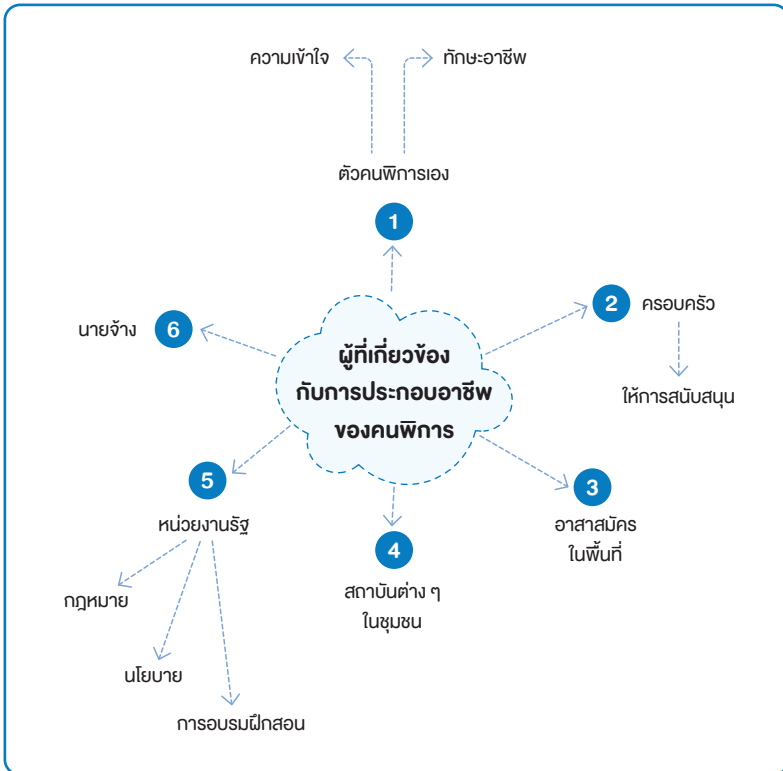 ความเข้าใจ
ทักษะอาชีพ
ตัวคนพิการเอง
1
2 ครอบครัว
ให้การสนับสนุน
3
อาสาสมัคร
ในพื้นที่
4
สถาบันต่าง ๆ
ในชุมชน
5
หน่วยงานรัฐ
กฎหมาย
นโยบาย
การอบรมฝึกสอน
นายจ้าง 6
ผู้ที่เกี่ยวข้อง
กับการประกอบอาชีพ
ของคนพิการ